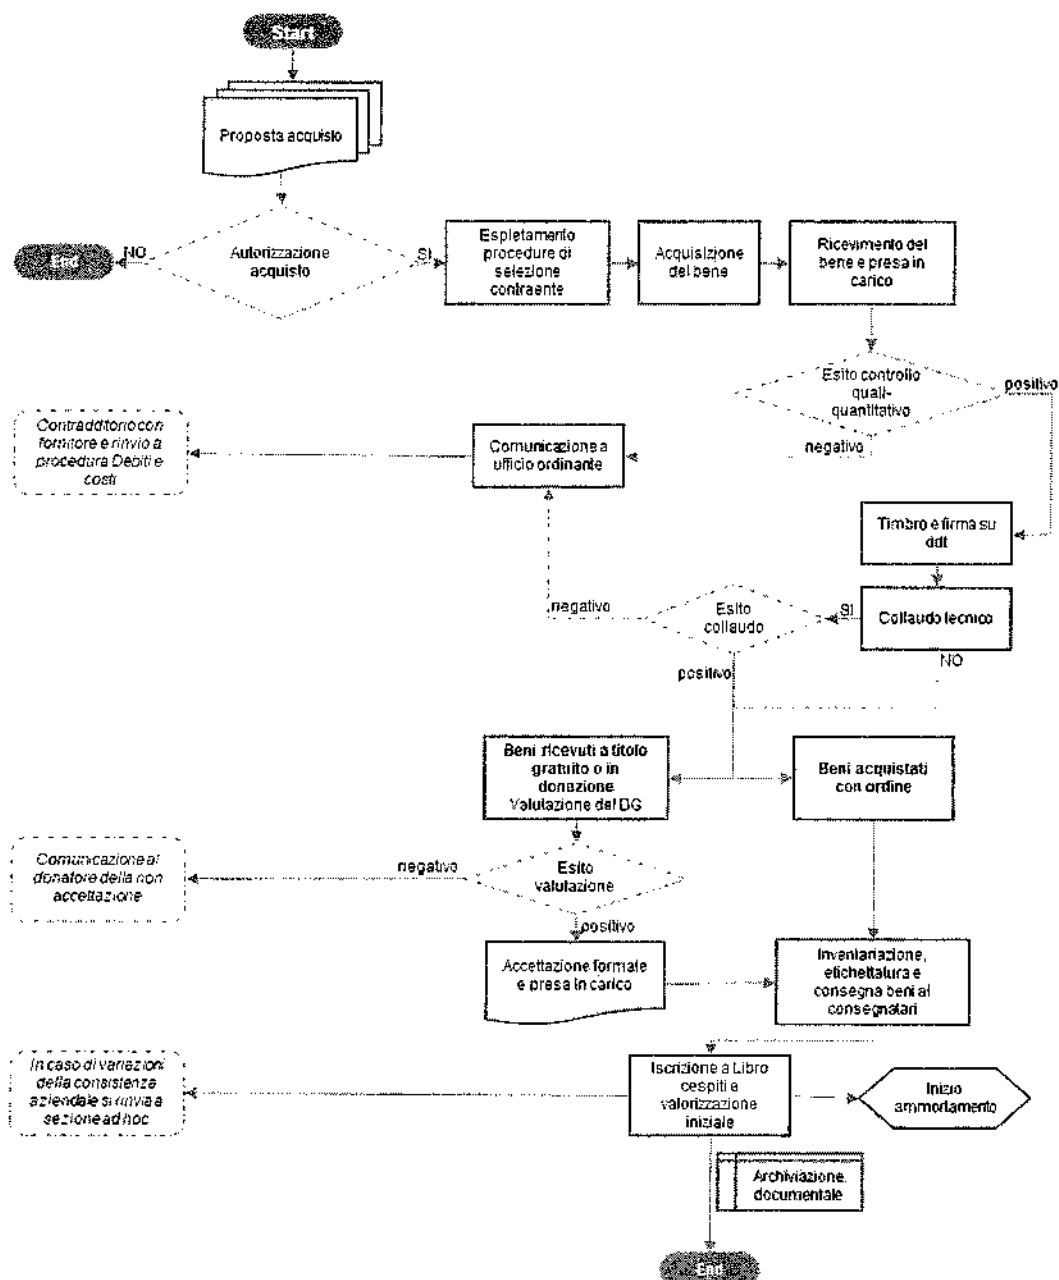 Start
Proposta acquisto
End
NO
Autorizzazione
acquisto
SI
Espletamento
procedure di
selezione
contraente
Acquisizione
del bene
Ricevimento del
bene e presa in
carico
Esito controllo
quali-
quantitativo
positivo
negativo
Contradditorio con
fornitore e rinvio a
procedura Debiti e
costi
Comunicazione a
ufficio ordinante
Timbro e firma su
ddt
negativo
Esito
collaudo
SI
Collaudo tecnico
NO
positivo
Beni ricevuti a titolo
gratuito o in
donazione
Valutazione del DG
Beni acquistati
con ordine
Comunicazione al
donatore della non
accettazione
negativo
Esito
valutazione
positivo
Accettazione formale
e presa in carico
Inventariazione,
etichettatura e
consegna beni ai
consegnatari
In caso di variazioni
della consistenza
aziendale si rinvia a
sezione ad hoc
Iscrizione a Libro
cespiti e
valorizzazione
iniziale
Inizio
ammortamento
Archiviazione
documentale
End